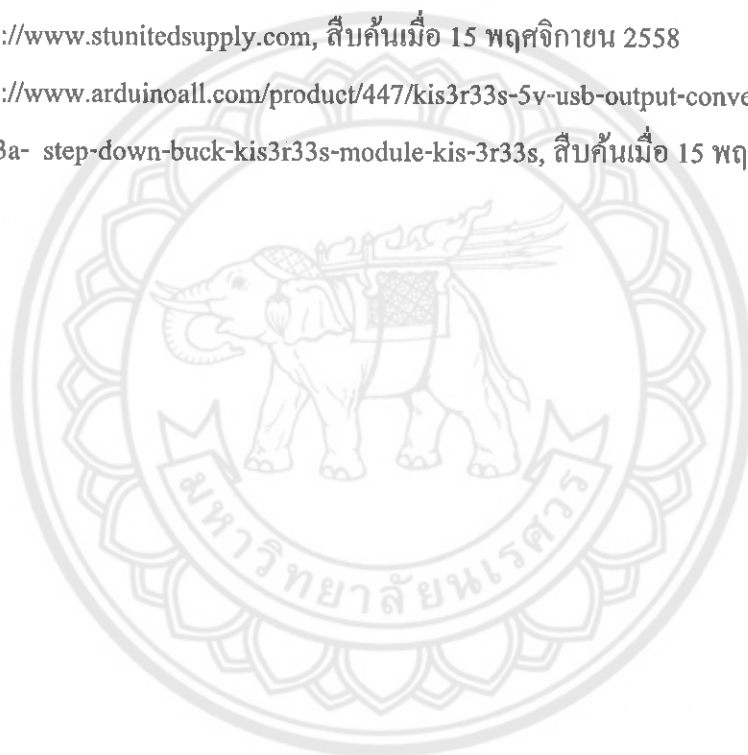 ://www.stunitedsupply.com, สืบค้นเมื่อ 15 พฤศจิกายน 2558
://www.arduinoall.com/product/447/kis3r33s-5v-usb-output-conve
3a- step-down-buck-kis3r33s-module-kis-3r33s, สืบค้นเมื่อ 15 พฤ
มหาวิทยาลัยนเรศวร